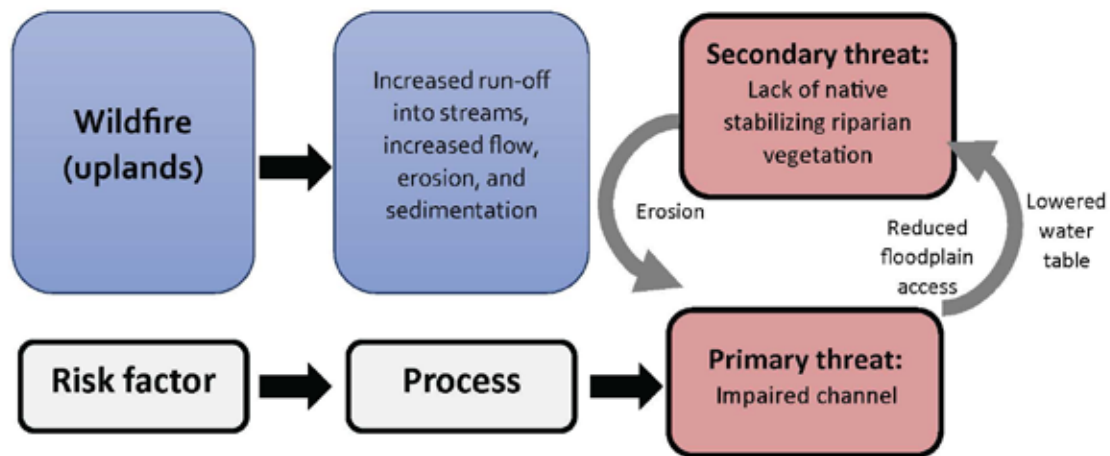 Wildfire
(uplands)
Increased run-off
into streams,
increased flow,
erosion, and
sedimentation
Secondary threat:
Lack of native
stabilizing riparian
vegetation
Erosion
Reduced
floodplain
access
Lowered
water
table
Risk factor
Process
Primary threat:
Impaired channel